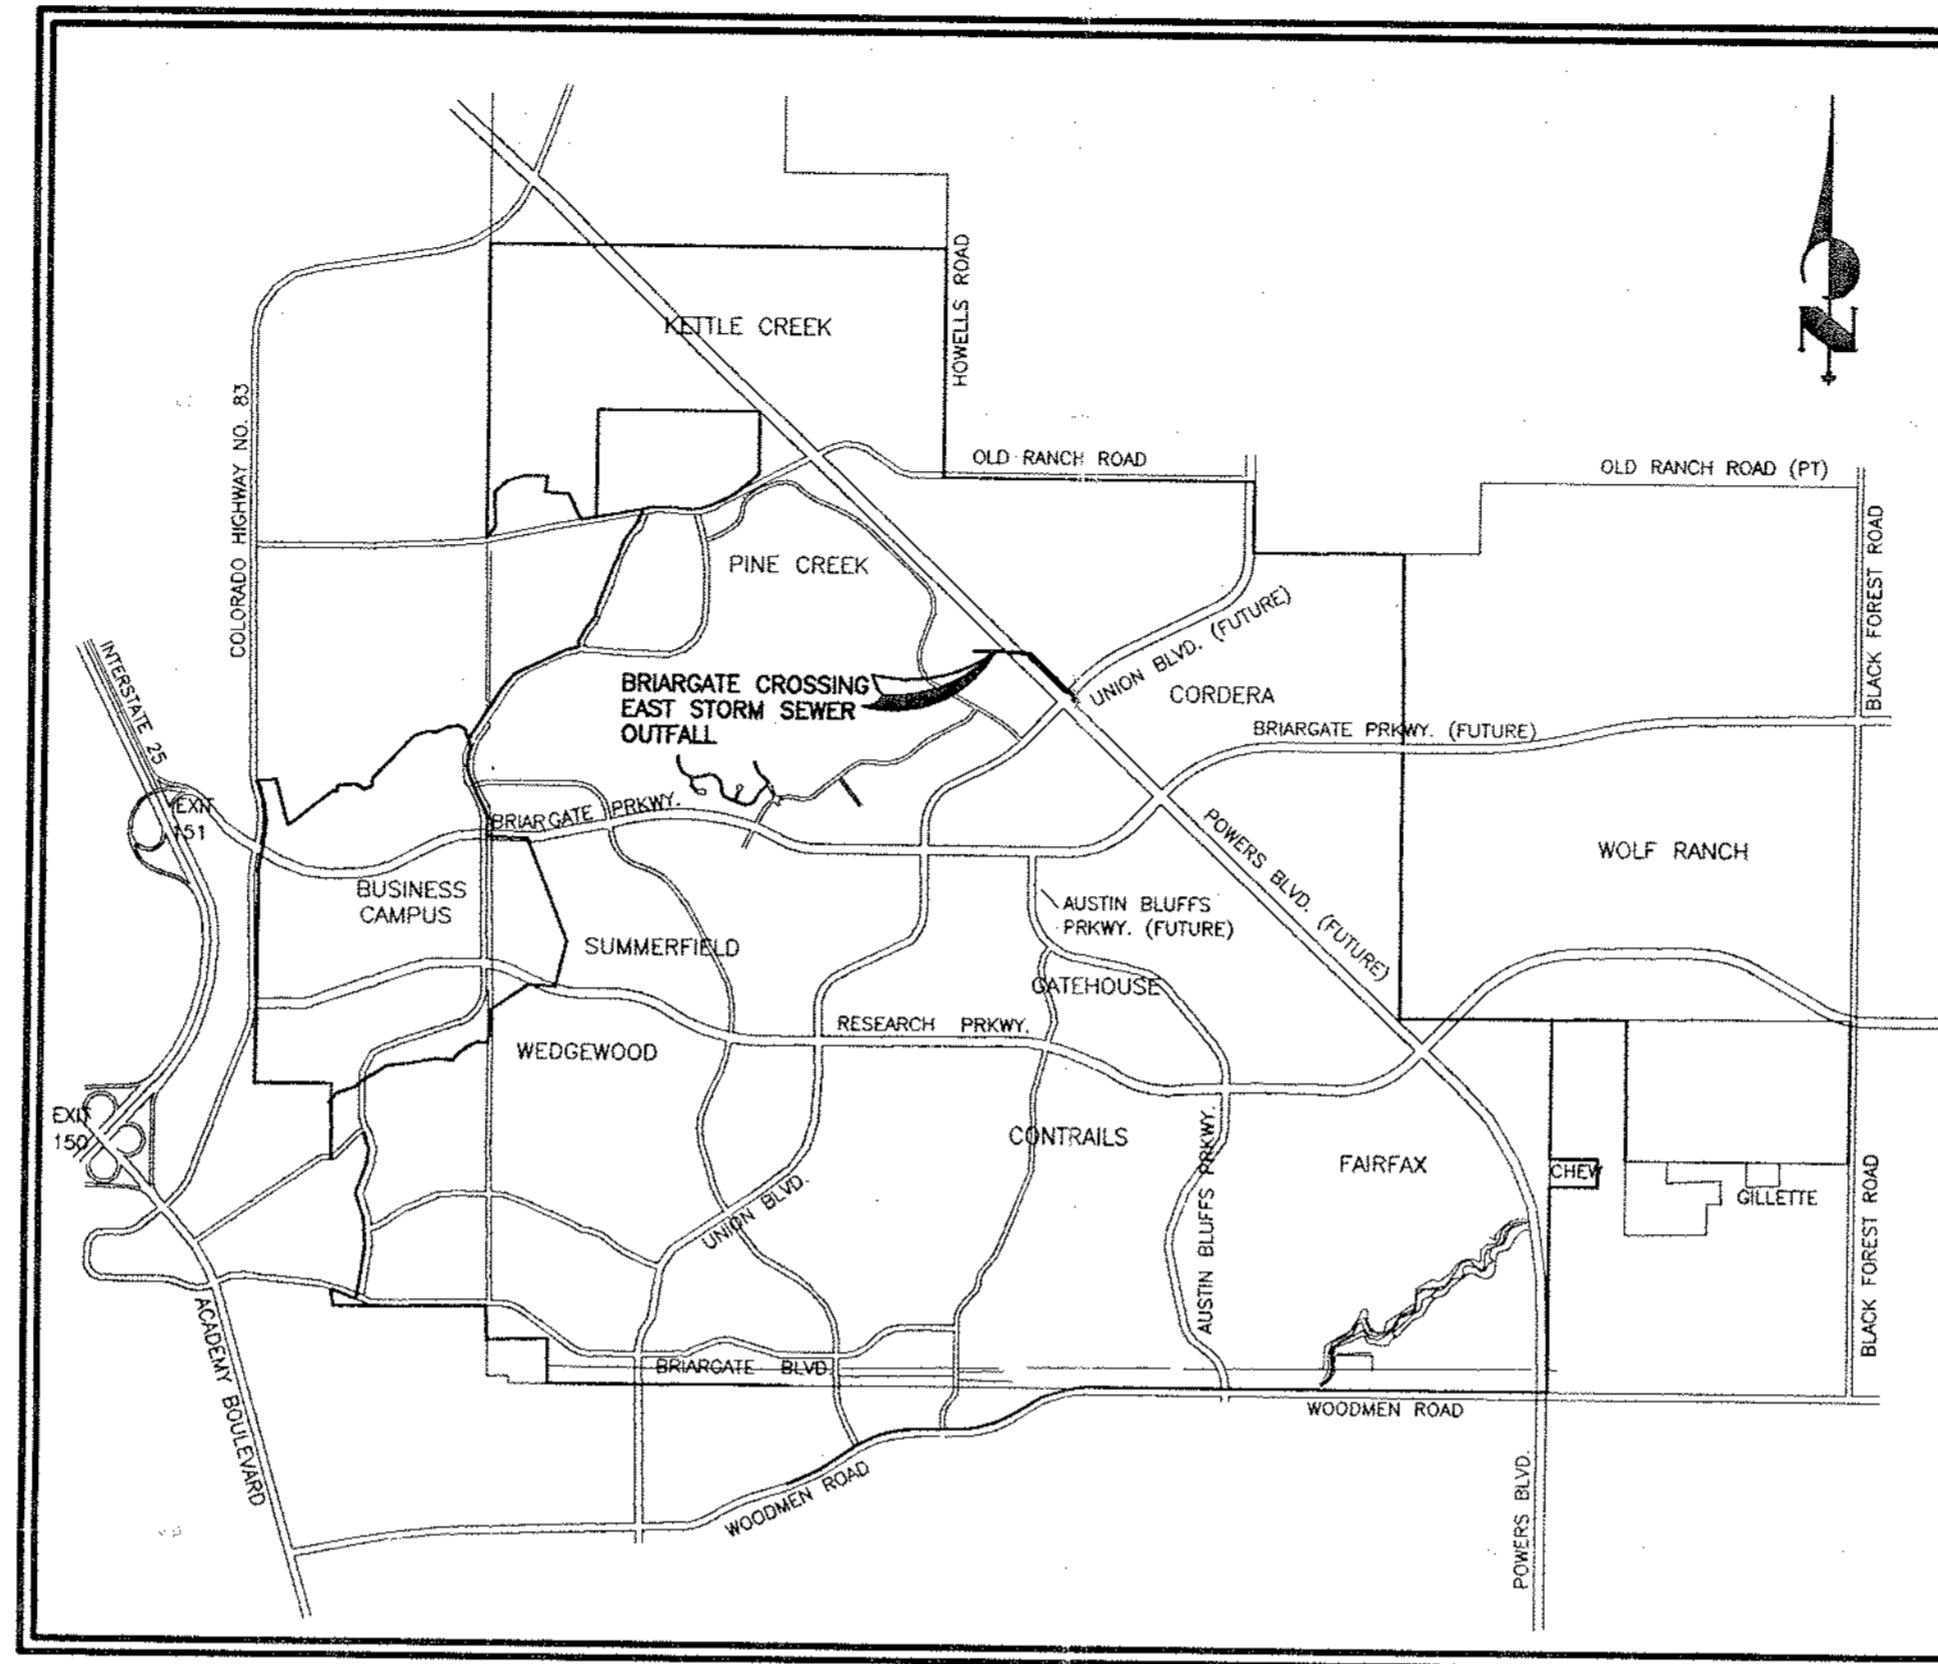 KETTLE CREEK
HOWELLS ROAD
COLORADO HIGHWAY NO. 83
OLD RANCH ROAD
OLD RANCH ROAD (PT)
BLACK FOREST ROAD
PINE CREEK
UNION BLVD. (FUTURE)
CORDERA
INTERSTATE 25
BRIARGATE CROSSING
EAST STORM SEWER
OUTFALL
BRIARGATE PRKWY. (FUTURE)
EXIT
151
BRIARGATE PRKWY.
POWERS BLVD. (FUTURE)
WOLF RANCH
BUSINESS
CAMPUS
AUSTIN BLUFFS
PRKWY. (FUTURE)
SUMMERFIELD
GATEHOUSE
RESEARCH PRKWY.
WEDGEWOOD
EXIT
150
CONTRAILS
AUSTIN BLUFFS PRKWY.
FAIRFAX
CHEW
GILLETTE
UNION BLVD.
BLACK FOREST ROAD
ACADEMY BOULEVARD
BRIARGATE BLVD.
WOODMEN ROAD
WOODMEN ROAD
POWERS BLVD.
N